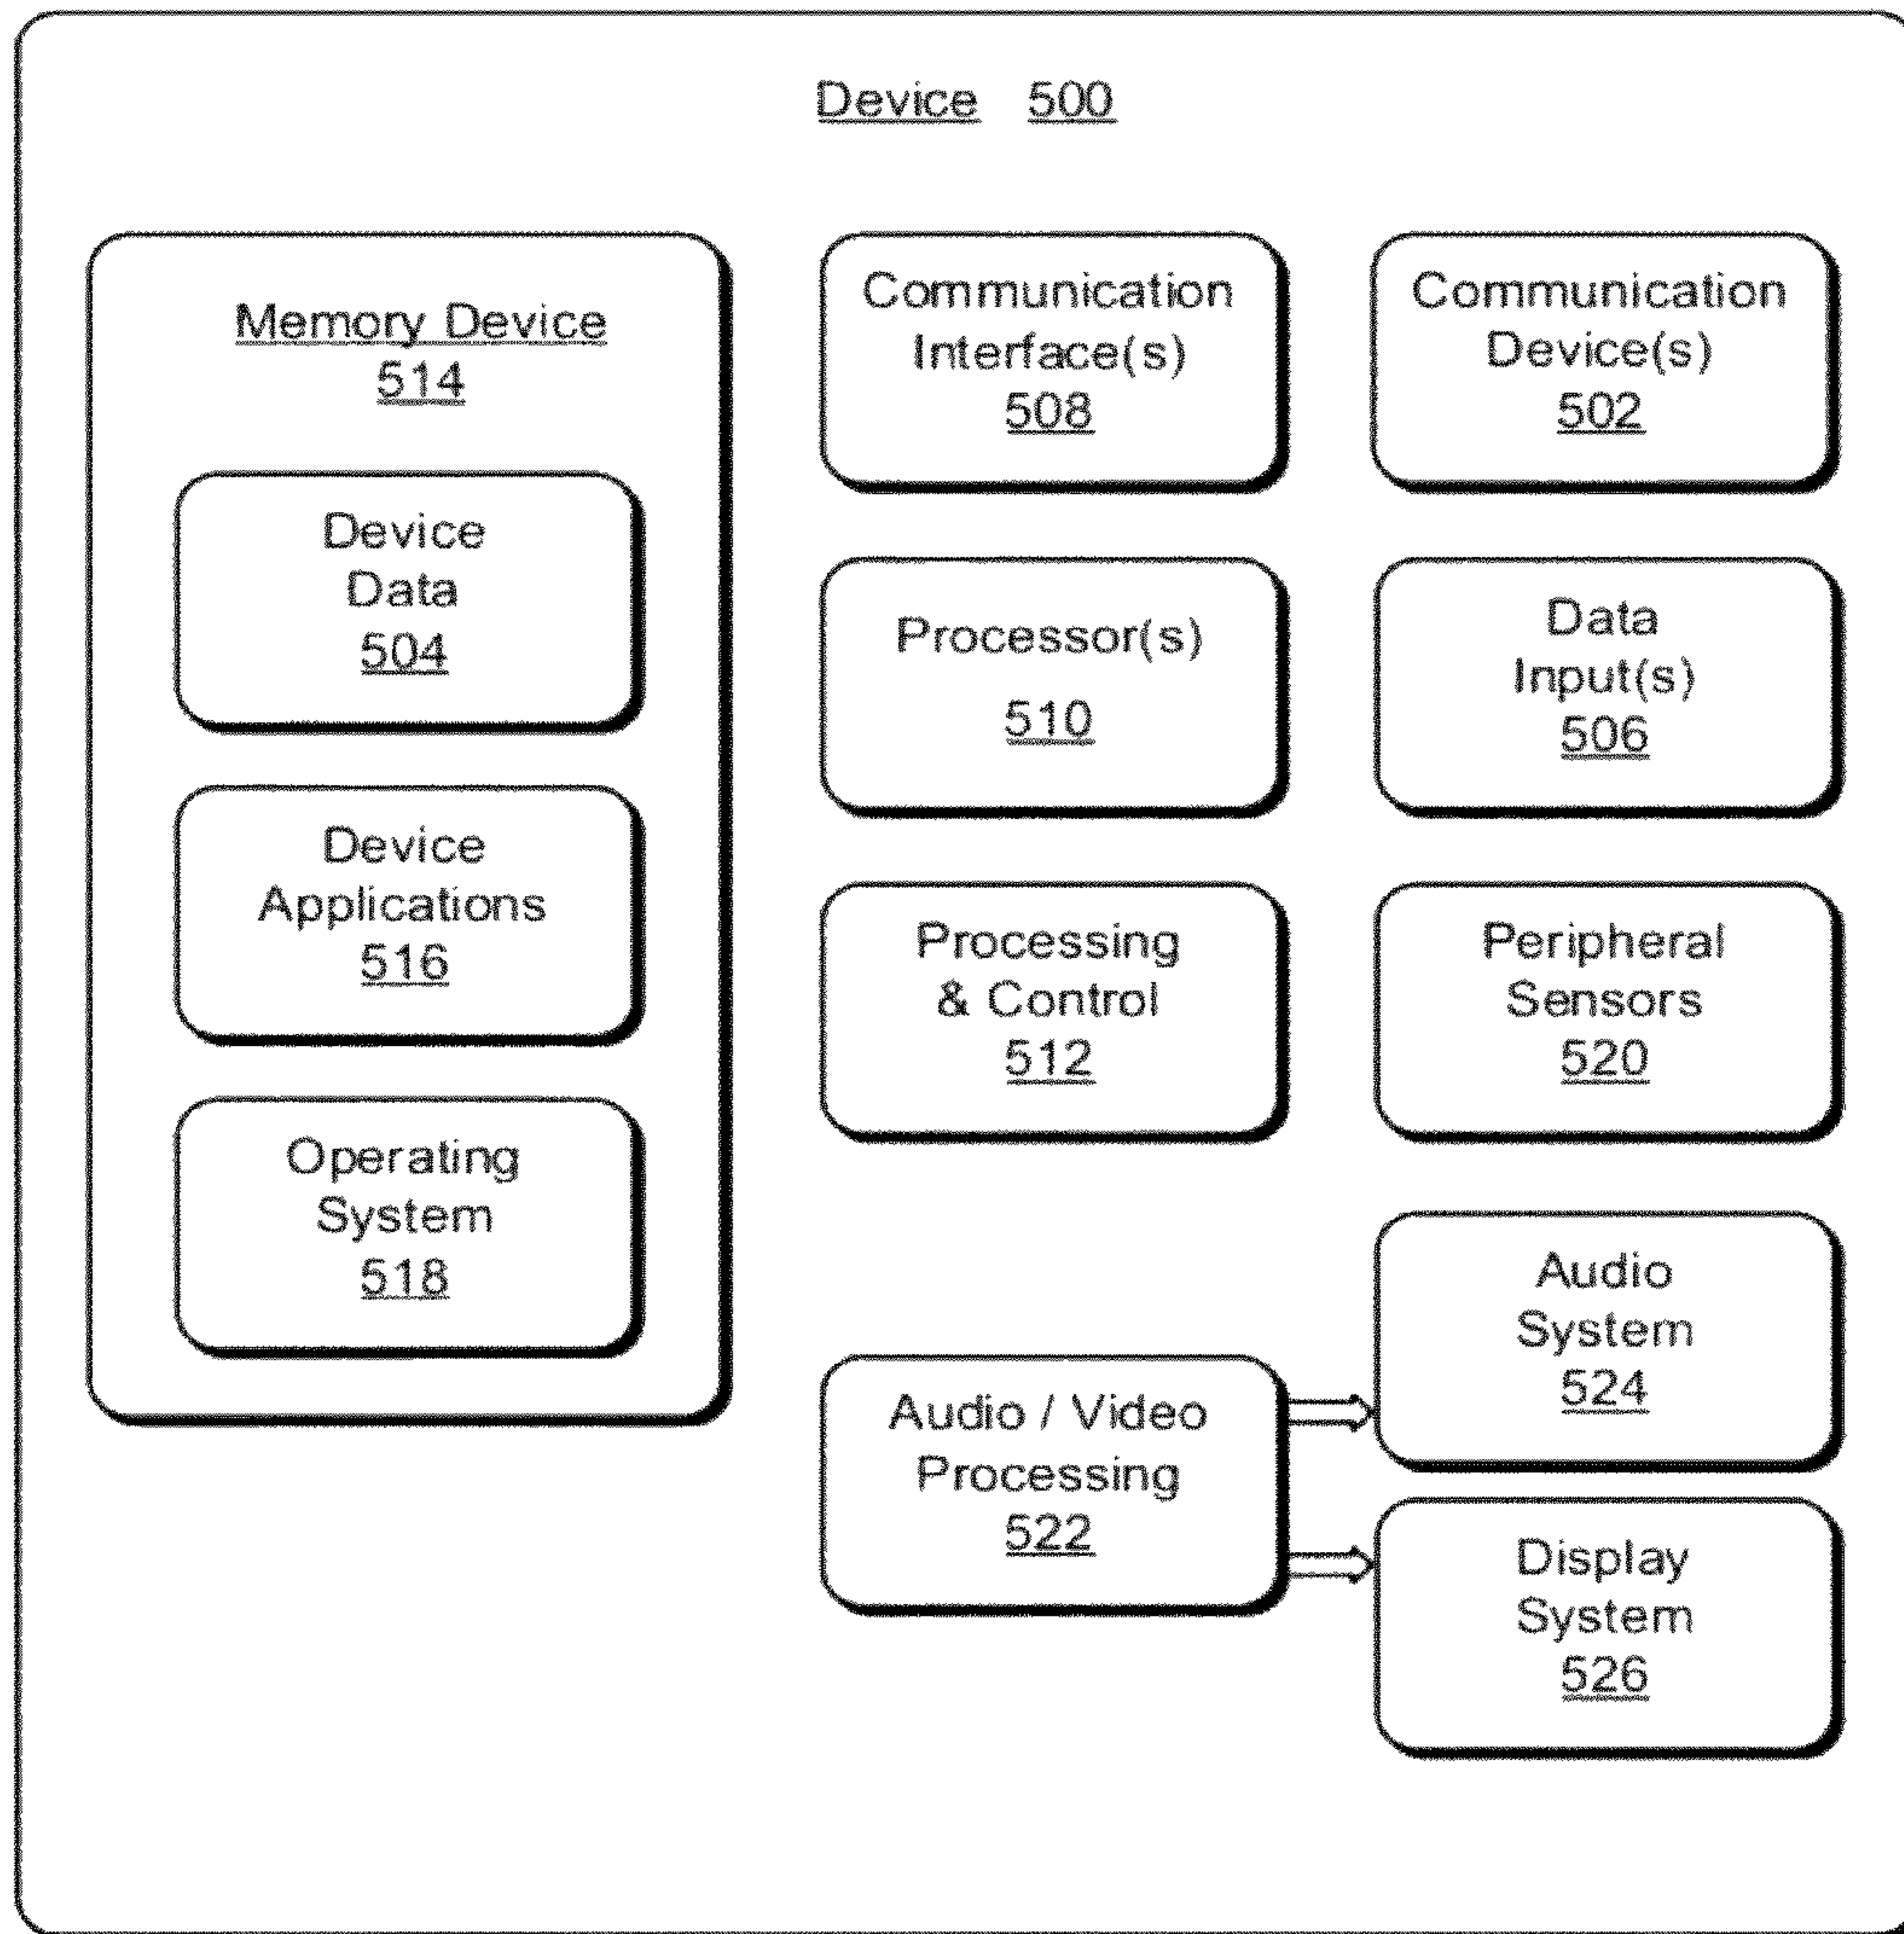 Device 500
Memory Device
514
Device
Data
504
Device
Applications
516
Operating
System
518
Communication
Interface(s)
508
Communication
Device(s)
502
Processor(s)
510
Data
Input(s)
506
Processing
& Control
512
Peripheral
Sensors
520
Audio / Video
Processing
522
Audio
System
524
Display
System
526